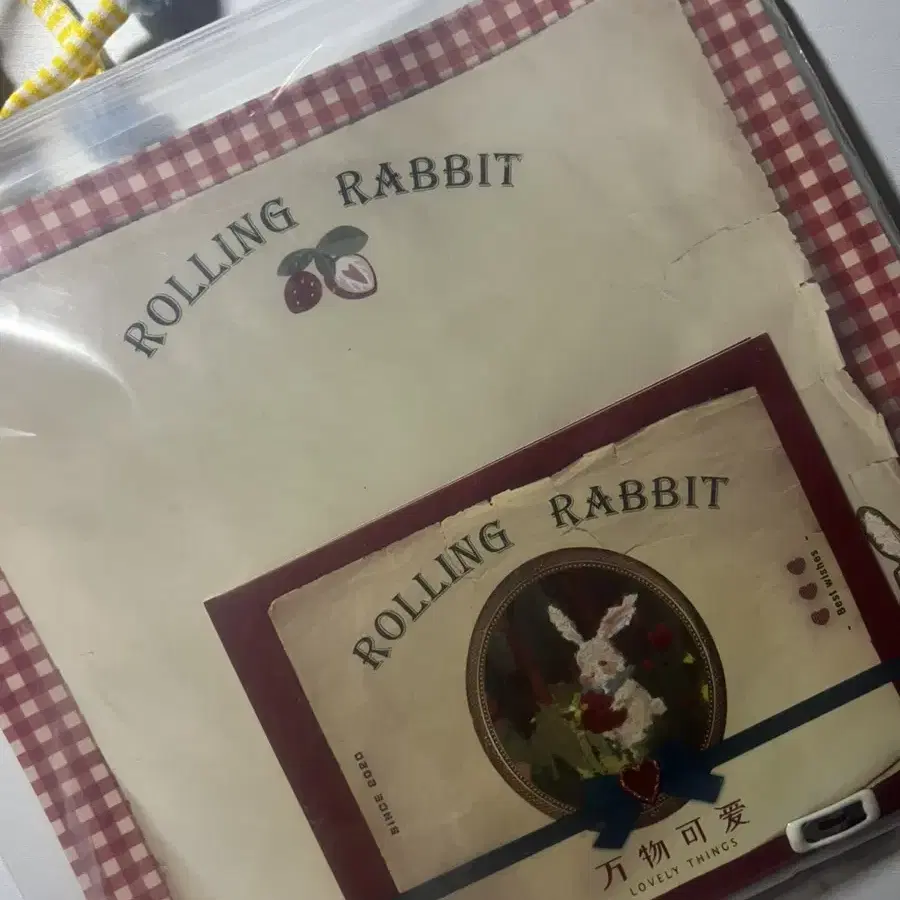 ROLLING RABBIT
ROLLING RABBIT
- Best wishes -
SINCE 2020
万物可爱
LOVELY THINGS